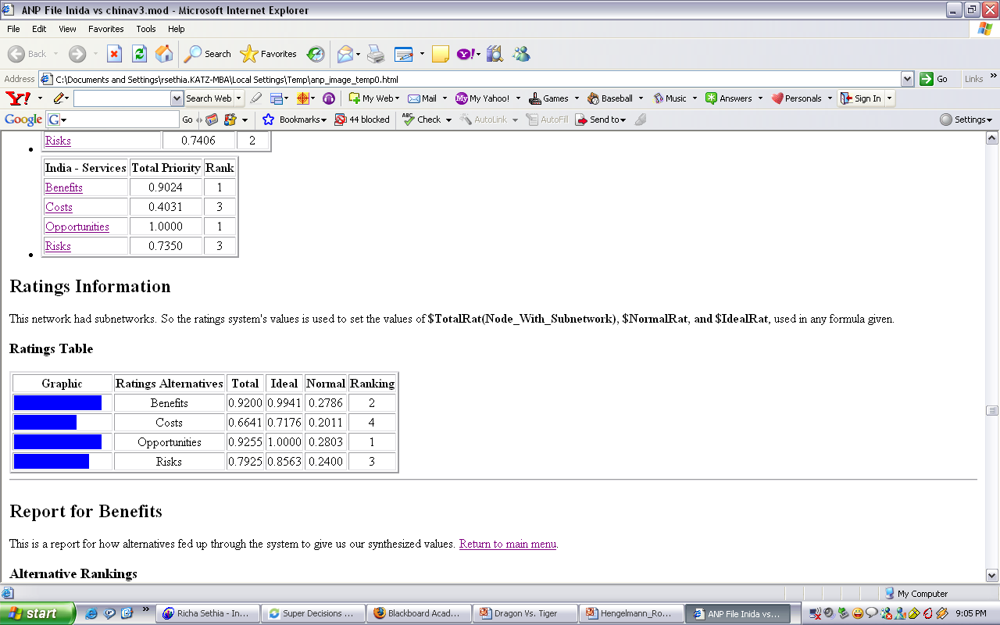 ANP File Inida vs chinav3.mod - Microsoft Internet Explorer
File Edit View Favorites Tools Help
Back Search Favorites
Address C:\Documents and Settings\rsethia.KATZ-MBA\Local Settings\Temp\anp_image_templ\html Go Links »
Y! Search Web My Web Mail My Yahoo! Games Baseball Music Answers Personals Sign In
Google G Go Bookmarks 44 blocked Check AutoLink AutoFill Send to Settings
Risks 0.7406 2
India - Services Total Priority Rank
Benefits 0.9024 1
Costs 0.4031 3
Opportunities 1.0000 1
Risks 0.7350 3
Ratings Information
This network had subnetworks. So the ratings system's values is used to set the values of $TotalRat(Node_With_Subnetwork), $NormalRat, and $IdealRat, used in any formula given.
Ratings Table
Graphic Ratings Alternatives Total Ideal Normal Ranking
Benefits 0.9200 0.9941 0.2786 2
Costs 0.6641 0.7176 0.2011 4
Opportunities 0.9255 1.0000 0.2803 1
Risks 0.7925 0.8563 0.2400 3
Report for Benefits
This is a report for how alternatives fed up through the system to give us our synthesized values. Return to main menu.
Alternative Rankings
My Computer
start » Richa Sethia - In... Super Decisions ... Blackboard Acad... Dragon Vs. Tiger Hengelmann_Ro... ANP File Inida vs... 9:05 PM